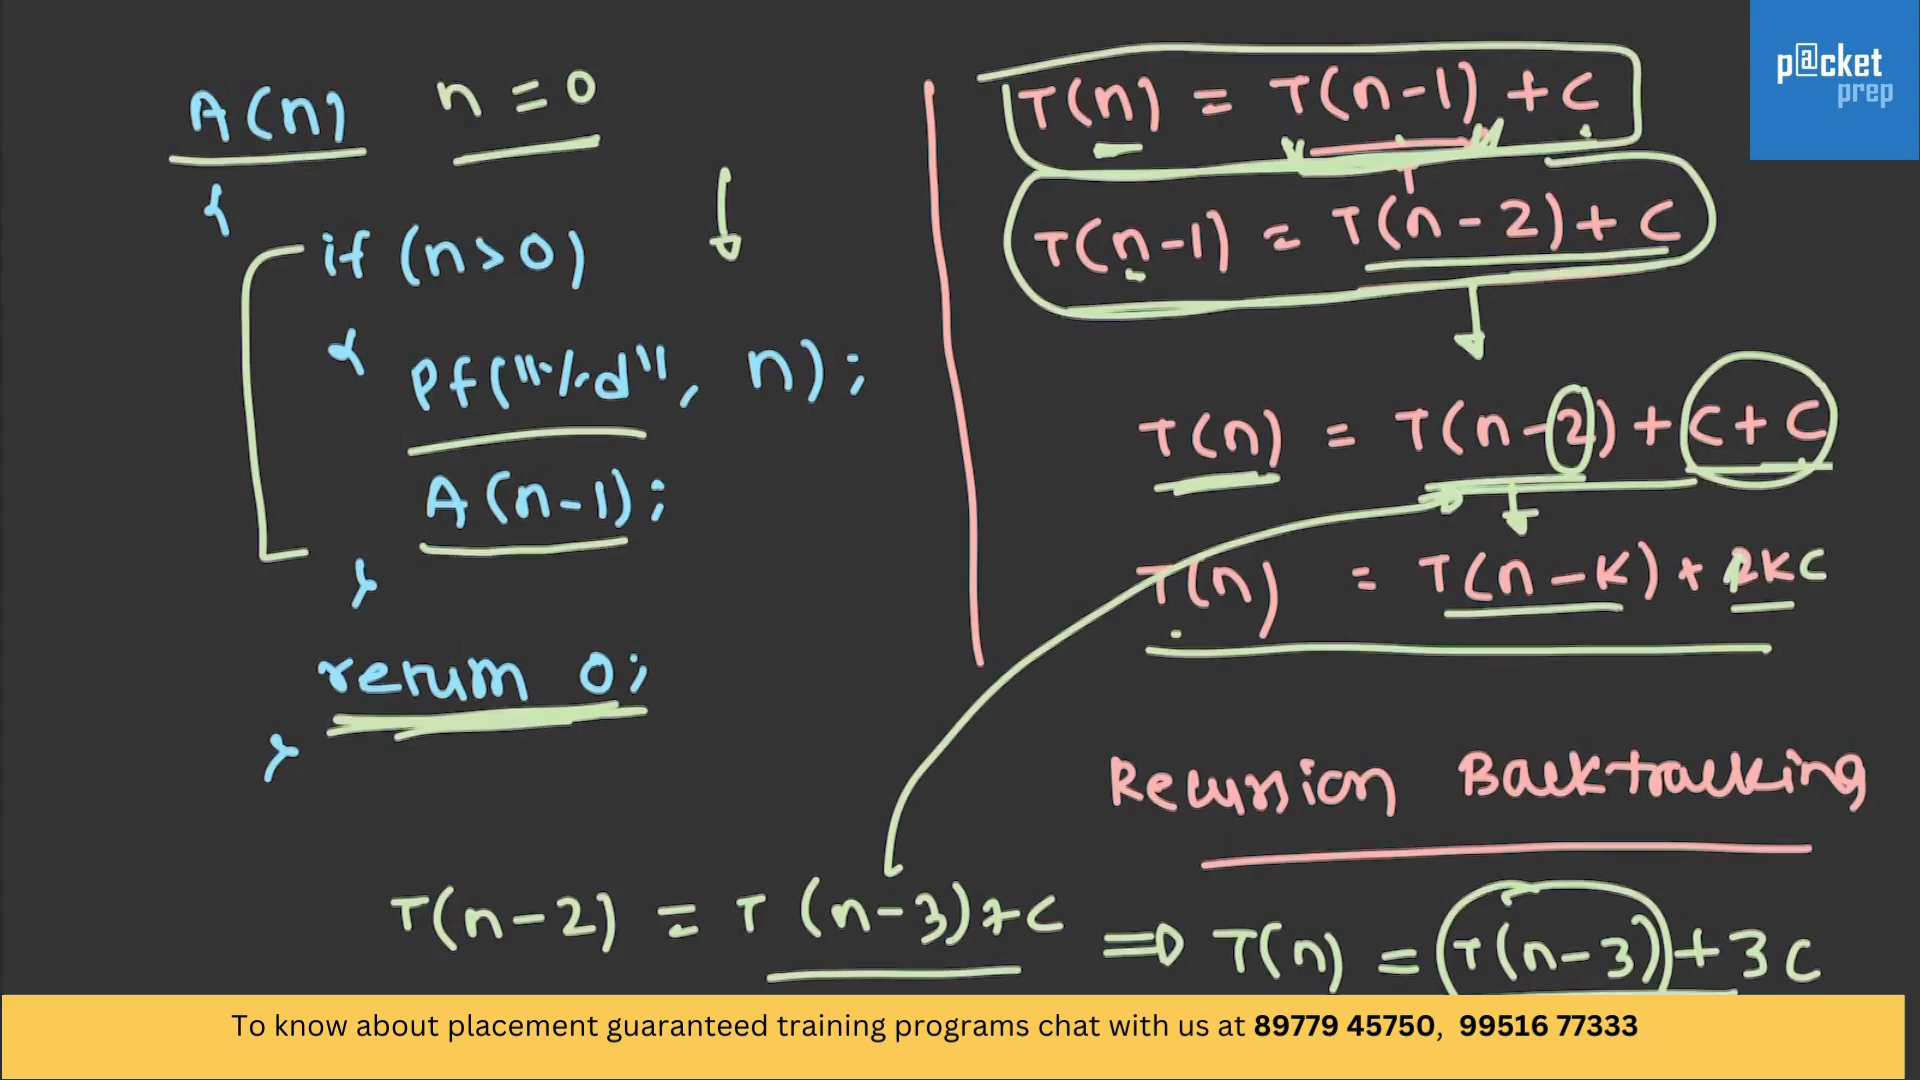 A(n) n = 0
{
if (n>0)
{
Pf("%d", n);
A(n-1);
}
return 0;
}
T(n) = T(n-1) + C
T(n-1) = T(n-2) + C
T(n) = T(n-2) + C + C
T(n) = T(n-K) + KC
Recursion Backtracking
T(n-2) = T(n-3)+C ⇒ T(n) = T(n-3)+3C
p@cket
prep
To know about placement guaranteed training programs chat with us at 89779 45750, 99516 77333